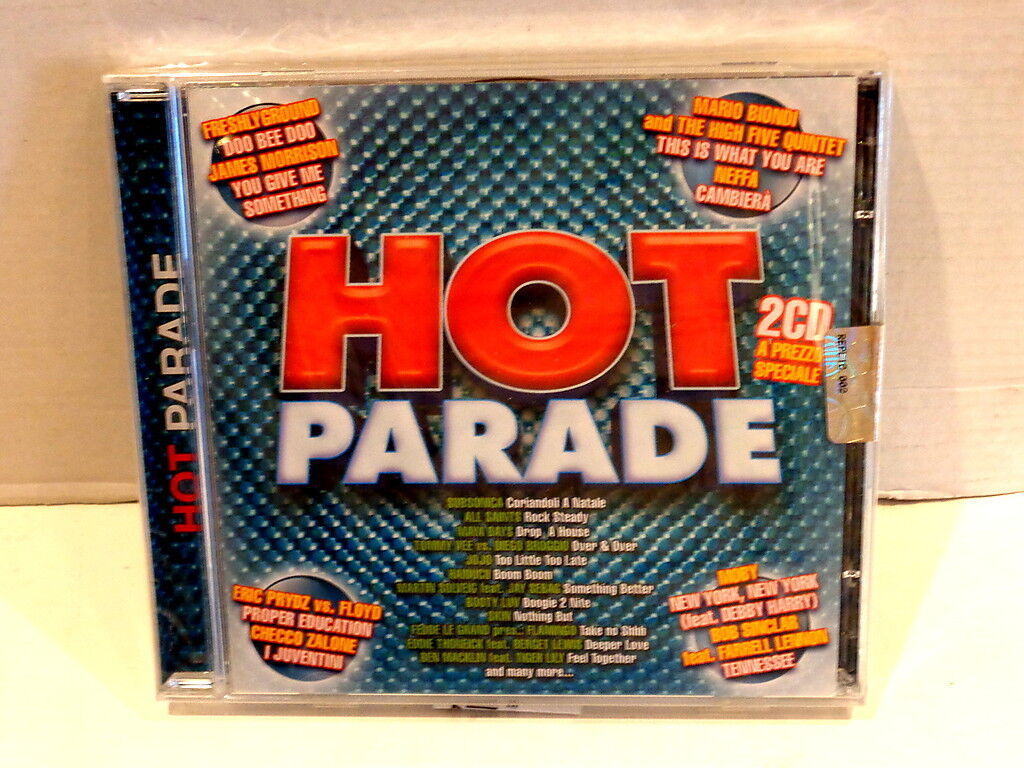 FRESHLYGROUND
DOO BEE DOO
JAMES MORRISON
YOU GIVE ME
SOMETHING
MARIO BIONDI
and THE HIGH FIVE QUINTET
THIS IS WHAT YOU ARE
NEFFA
CAMBIERÀ
HOT
PARADE
2CD
A PREZZO
SPECIALE
HOT PARADE
SUBSONICA Coriandoli A Natale
ALL SAINTS Rock Steady
MAYA DAYS Drop A House
TOMMY VEE vs. DIEGO BROGGIO Over & Over
JOJO Too Little Too Late
Boom Boom
MARTIN SOLVEIG feat. JAY SEBAG Something Better
BOOTY LUV Boogie 2 Nite
SKIN Nothing But
FEDDE LE GRAND pres.: FLAMINGO Take no Shhh
EDDIE THONEICK feat. BERGET LEWIS Deeper Love
BEN MACKLIN feat. TIGER LILY Feel Together
and many more...
ERIC PRYDZ vs. FLOYD
PROPER EDUCATION
CHECCO ZALONE
I JUVENTINI
MOBY
NEW YORK, NEW YORK
(feat. DEBBY HARRY)
BOB SINCLAR
feat. FARRELL LENNON
TENNESSEE